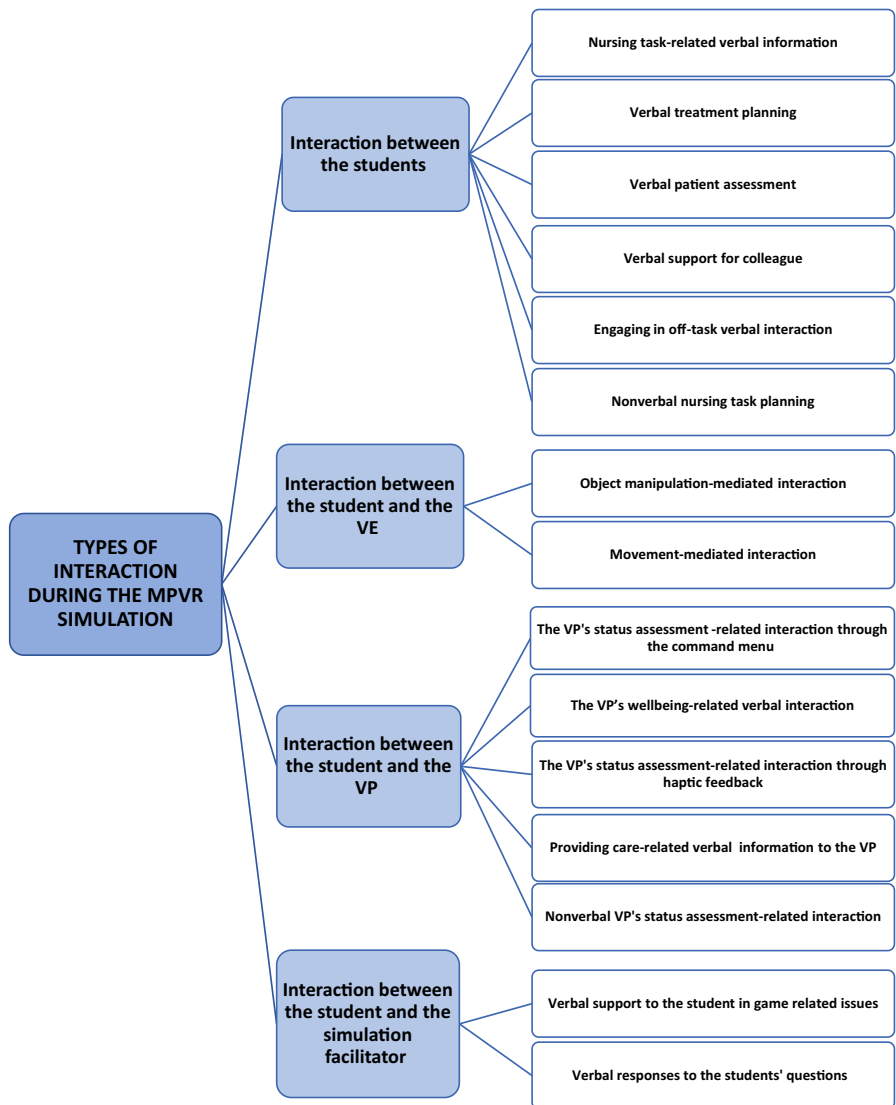 TYPES OF
INTERACTION
DURING THE MPVR
SIMULATION
Interaction between
the students
Nursing task-related verbal information
Verbal treatment planning
Verbal patient assessment
Verbal support for colleague
Engaging in off-task verbal interaction
Nonverbal nursing task planning
Interaction between
the student and the
VE
Object manipulation-mediated interaction
Movement-mediated interaction
Interaction between
the student and the
VP
The VP's status assessment -related interaction through
the command menu
The VP’s wellbeing-related verbal interaction
The VP's status assessment-related interaction through
haptic feedback
Providing care-related verbal  information to the VP
Nonverbal VP's status assessment-related interaction
Interaction between
the student and the
simulation
facilitator
Verbal support to the student in game related issues
Verbal responses to the students' questions